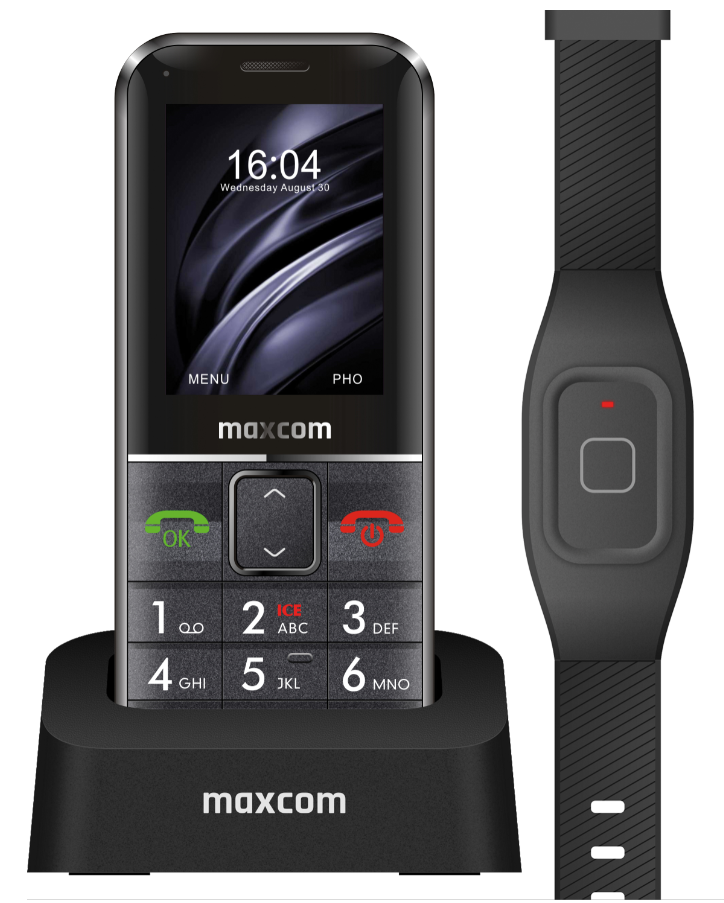 16:04
Wednesday August 30
MENU PHO
maxcom
OK
1 2 ICE ABC 3 DEF
4 GHI 5 JKL 6 MNO
maxcom